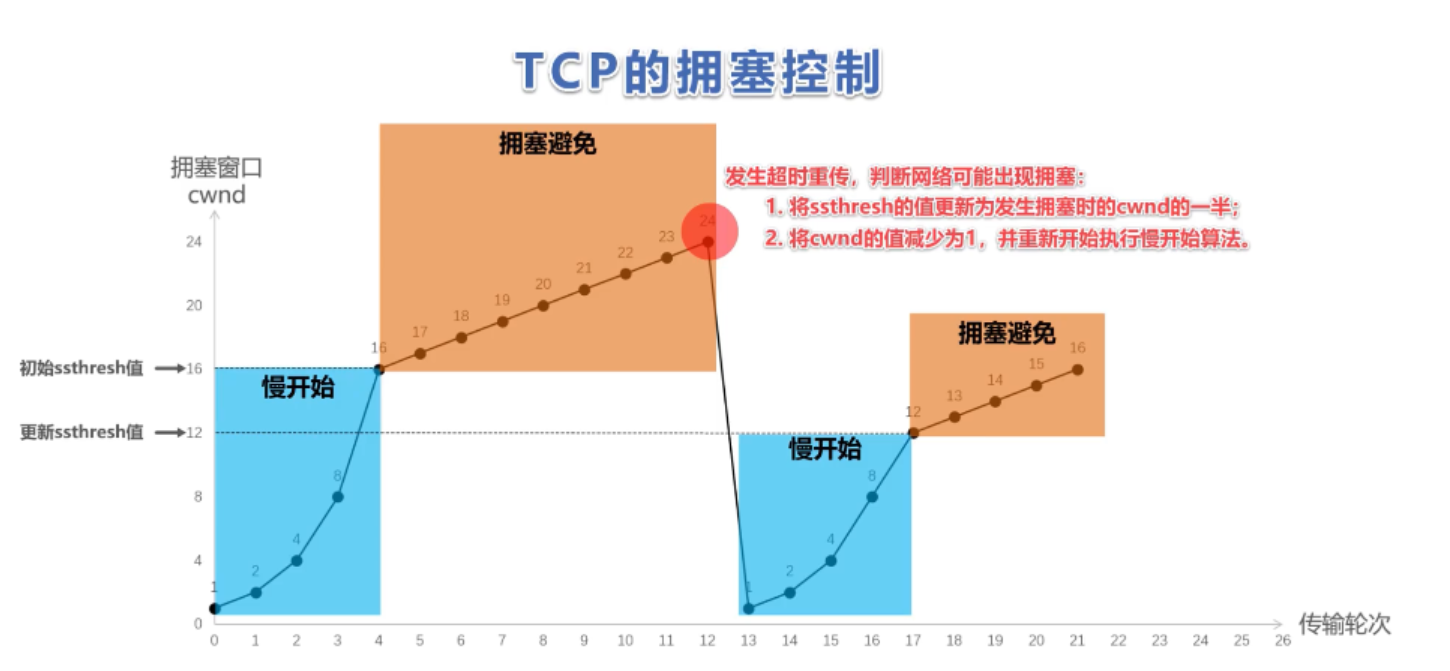 TCP的拥塞控制
拥塞避免
拥塞窗口
cwnd
发生超时重传，判断网络可能出现拥塞：
1. 将ssthresh的值更新为发生拥塞时的cwnd的一半；
2. 将cwnd的值减少为1，并重新开始执行慢开始算法。
24
24
23
22
21
20
19
18
17
16
20
拥塞避免
16
15
14
13
12
初始ssthresh值
16
慢开始
更新ssthresh值
12
慢开始
8
8
8
4
4
4
2
2
1
1
0
0 1 2 3 4 5 6 7 8 9 10 11 12 13 14 15 16 17 18 19 20 21 22 23 24 25 26
传输轮次